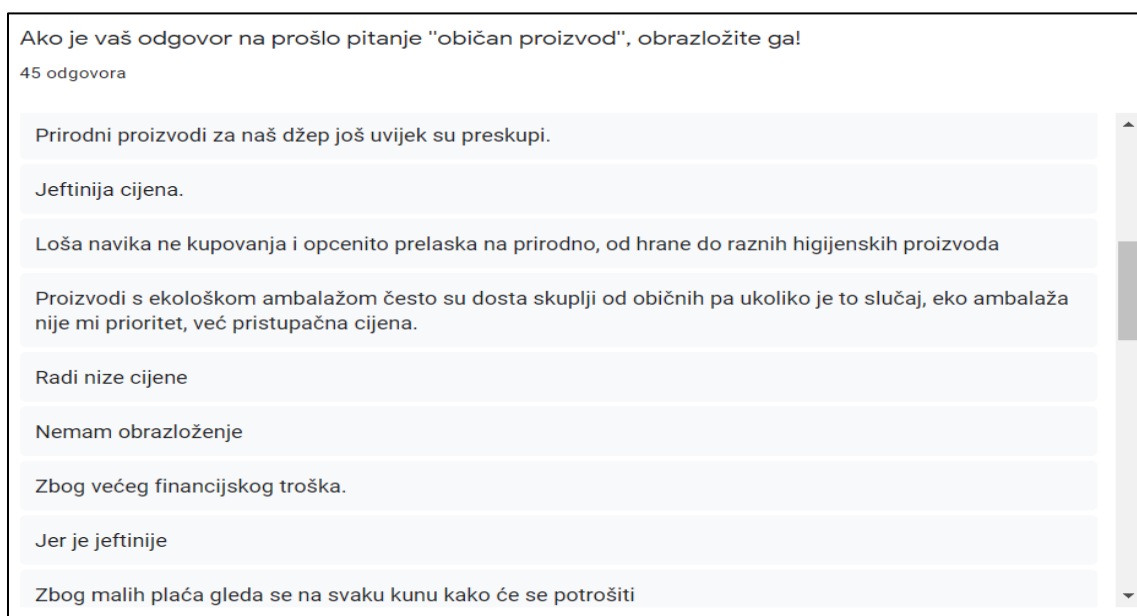 Ako je vaš odgovor na prošlo pitanje "običan proizvod", obrazložite ga!
45 odgovora
Prirodni proizvodi za naš džep još uvijek su preskupi.
Jeftinija cijena.
Loša navika ne kupovanja i opcenito prelaska na prirodno, od hrane do raznih higijenskih proizvoda
Proizvodi s ekološkom ambalažom često su dosta skuplji od običnih pa ukoliko je to slučaj, eko ambalaža
nije mi prioritet, već pristupačna cijena.
Radi nize cijene
Nemam obrazloženje
Zbog većeg financijskog troška.
Jer je jeftinije
Zbog malih plaća gleda se na svaku kunu kako će se potrošiti